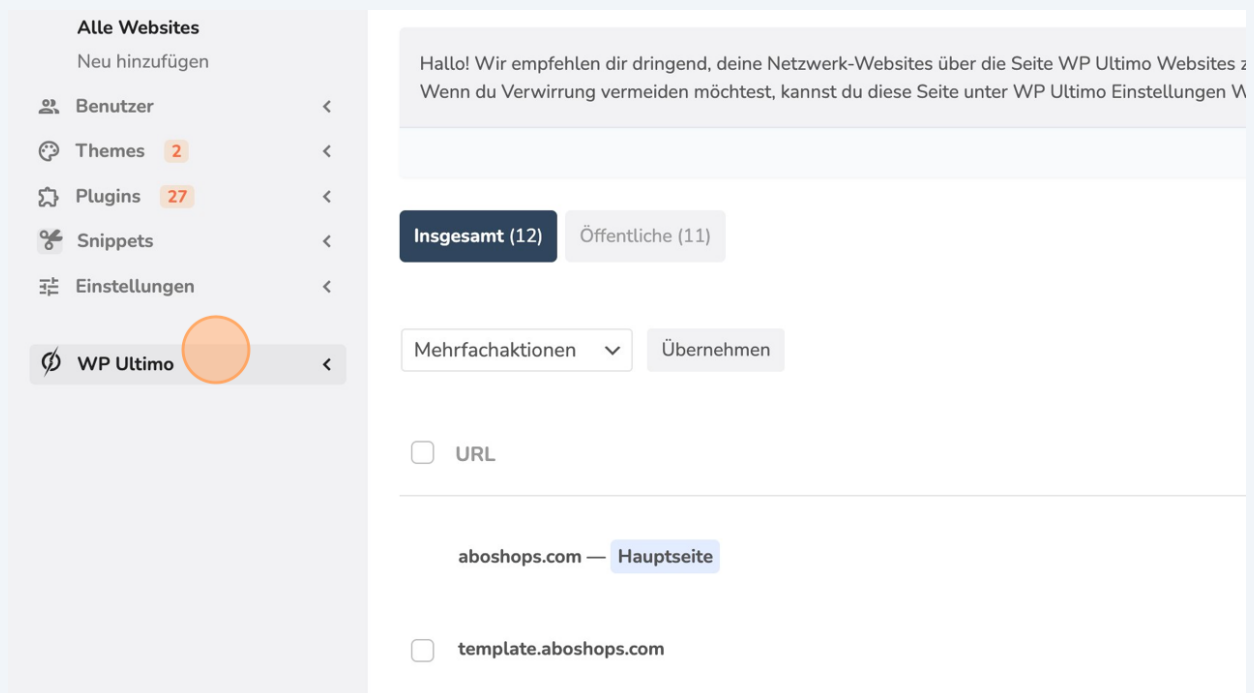 Alle Websites
Neu hinzufügen
Benutzer
Themes 2
Plugins 27
Snippets
Einstellungen
WP Ultimo
Hallo! Wir empfehlen dir dringend, deine Netzwerk-Websites über die Seite WP Ultimo Websites
Wenn du Verwirrung vermeiden möchtest, kannst du diese Seite unter WP Ultimo Einstellungen
Insgesamt (12) Öffentliche (11)
Mehrfachaktionen Übernehmen
URL
aboshops.com — Hauptseite
template.aboshops.com